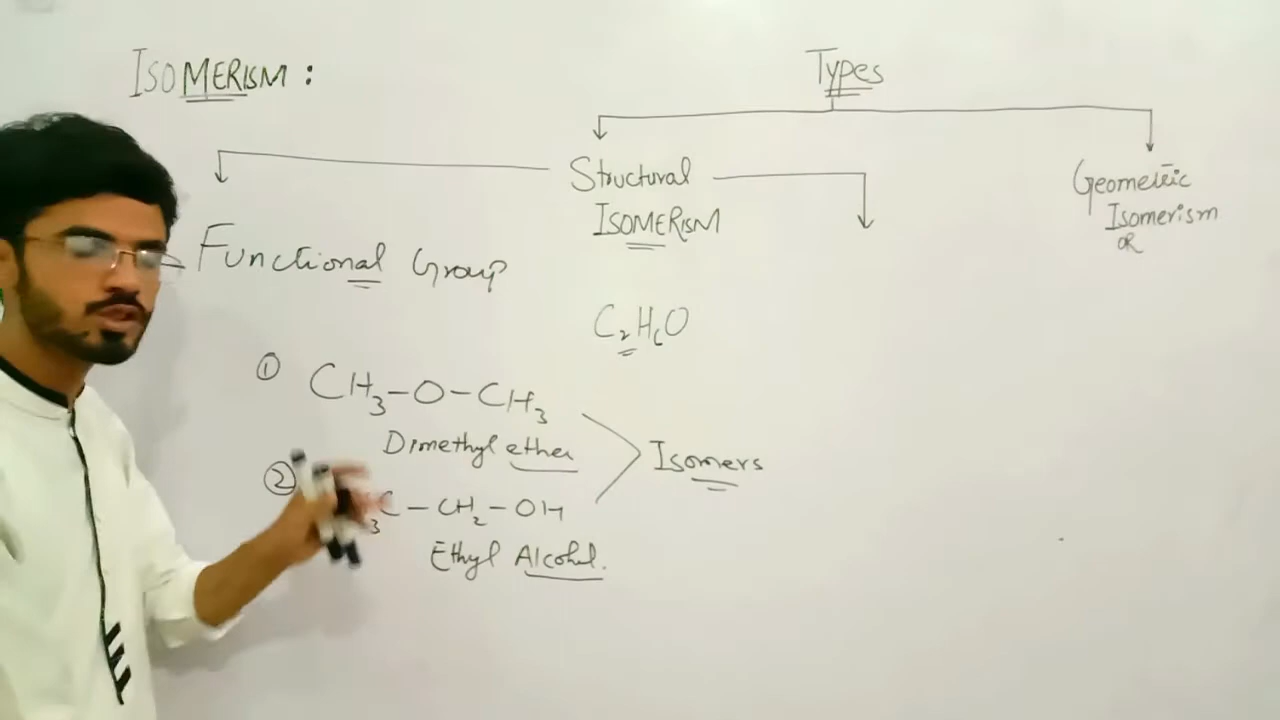 ISOMERISM :
Types
Structural
ISOMERISM
Geometric
Isomerism
OR
Functional Group
C₂H₆O
① CH₃-O-CH₃
Dimethyl ether
Isomers
② ₃C-CH₂-OH
Ethyl Alcohol.